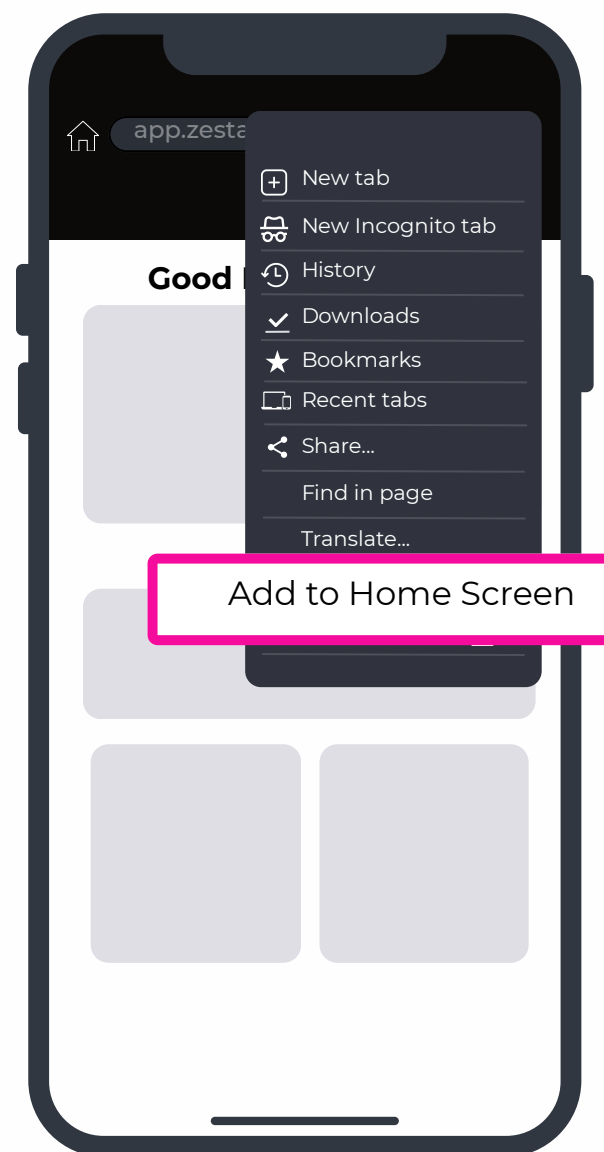 app.zesta
New tab
New Incognito tab
Good
History
Downloads
Bookmarks
Recent tabs
Share...
Find in page
Translate...
Add to Home Screen